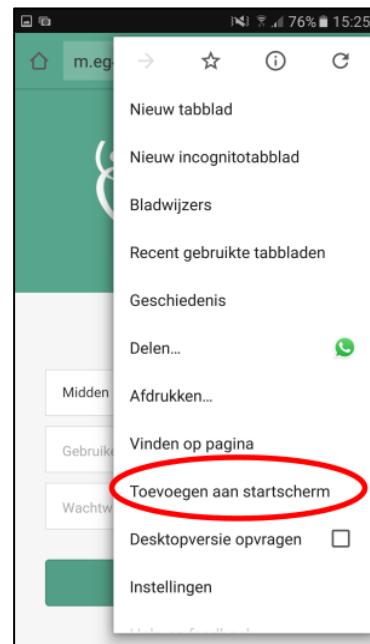 76% 15:25
m.eg
Nieuw tabblad
Nieuw incognitotabblad
Bladwijzers
Recent gebruikte tabbladen
Geschiedenis
Delen...
Midden
Afdrukken...
Gebruike
Vinden op pagina
Toevoegen aan startscherm
Wachtw
Desktopversie opvragen
Instellingen